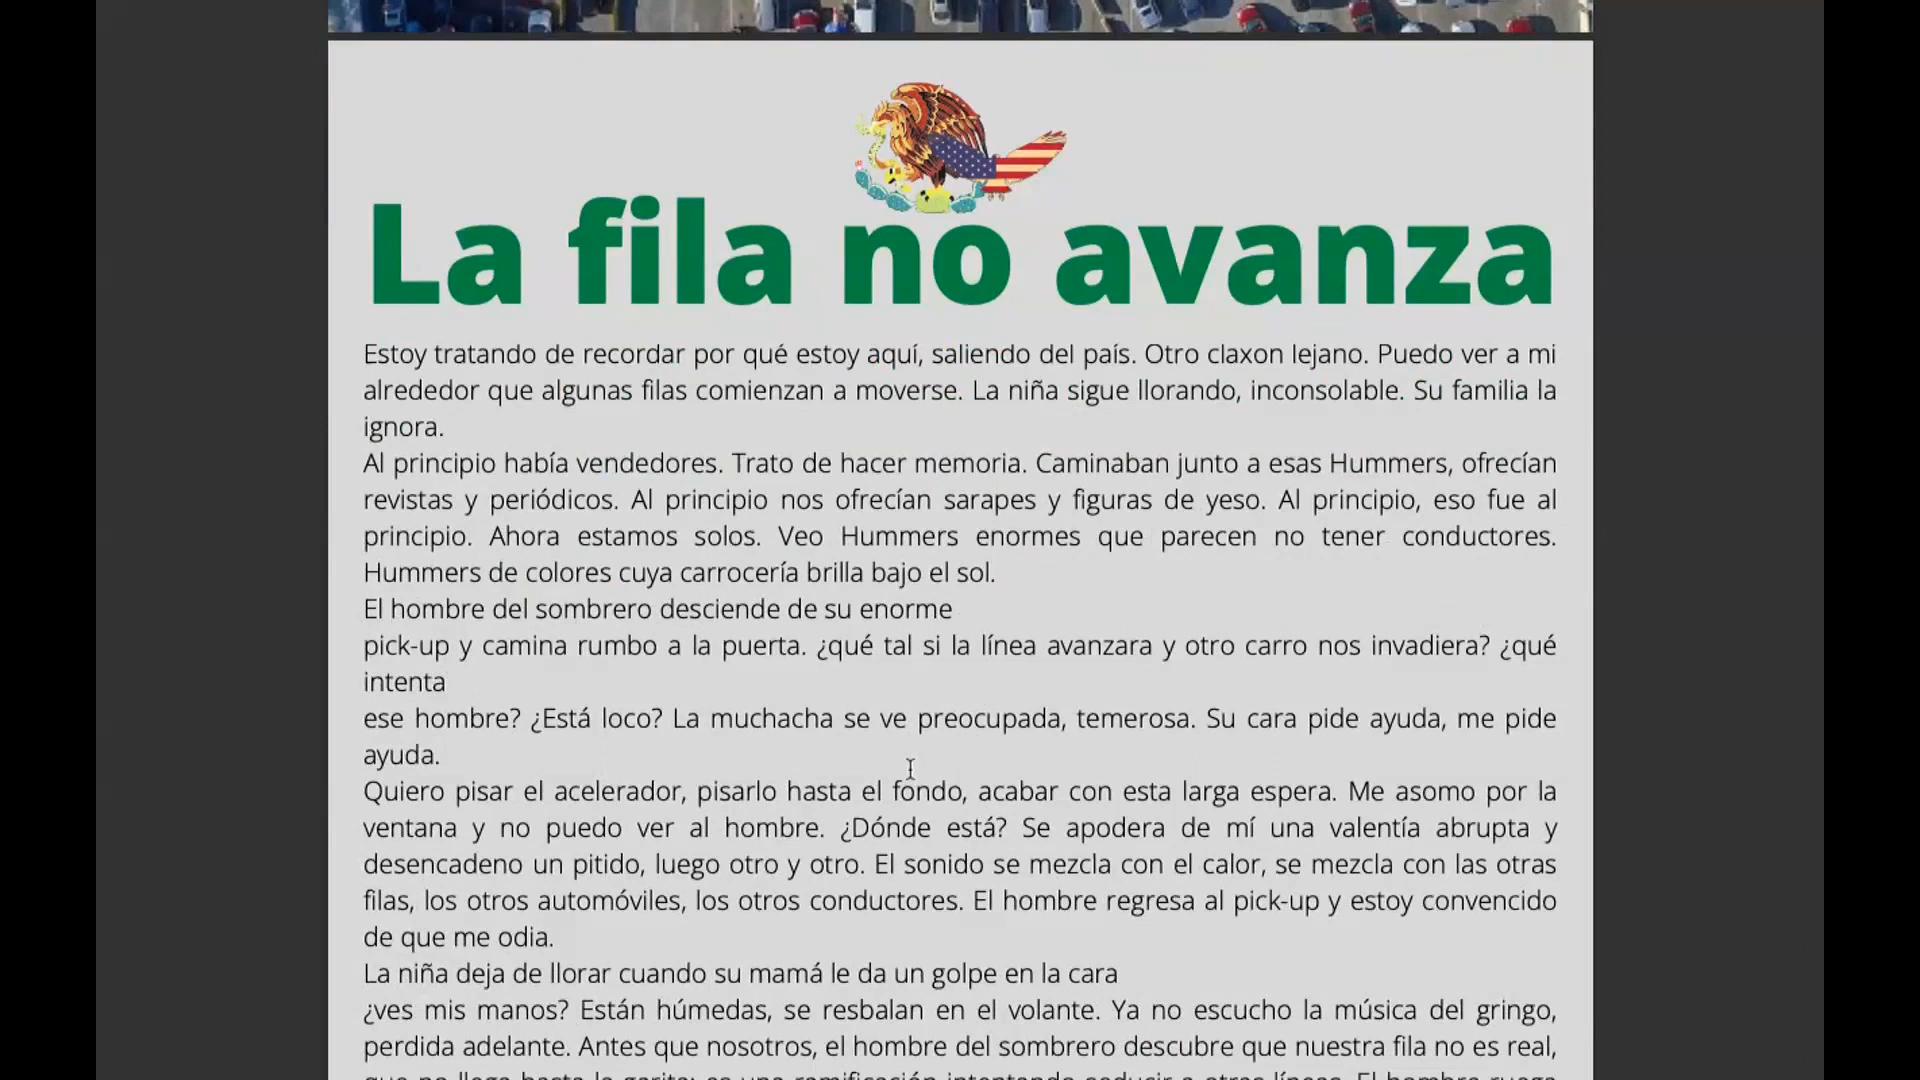 La fila no avanza
Estoy tratando de recordar por qué estoy aquí, saliendo del país. Otro claxon lejano. Puedo ver a mi
alrededor que algunas filas comienzan a moverse. La niña sigue llorando, inconsolable. Su familia la
ignora.
Al principio había vendedores. Trato de hacer memoria. Caminaban junto a esas Hummers, ofrecían
revistas y periódicos. Al principio nos ofrecían sarapes y figuras de yeso. Al principio, eso fue al
principio. Ahora estamos solos. Veo Hummers enormes que parecen no tener conductores.
Hummers de colores cuya carrocería brilla bajo el sol.
El hombre del sombrero desciende de su enorme
pick-up y camina rumbo a la puerta. ¿qué tal si la línea avanzara y otro carro nos invadiera? ¿qué
intenta
ese hombre? ¿Está loco? La muchacha se ve preocupada, temerosa. Su cara pide ayuda, me pide
ayuda.
Quiero pisar el acelerador, pisarlo hasta el fondo, acabar con esta larga espera. Me asomo por la
ventana y no puedo ver al hombre. ¿Dónde está? Se apodera de mí una valentía abrupta y
desencadeno un pitido, luego otro y otro. El sonido se mezcla con el calor, se mezcla con las otras
filas, los otros automóviles, los otros conductores. El hombre regresa al pick-up y estoy convencido
de que me odia.
La niña deja de llorar cuando su mamá le da un golpe en la cara
¿ves mis manos? Están húmedas, se resbalan en el volante. Ya no escucho la música del gringo,
perdida adelante. Antes que nosotros, el hombre del sombrero descubre que nuestra fila no es real,